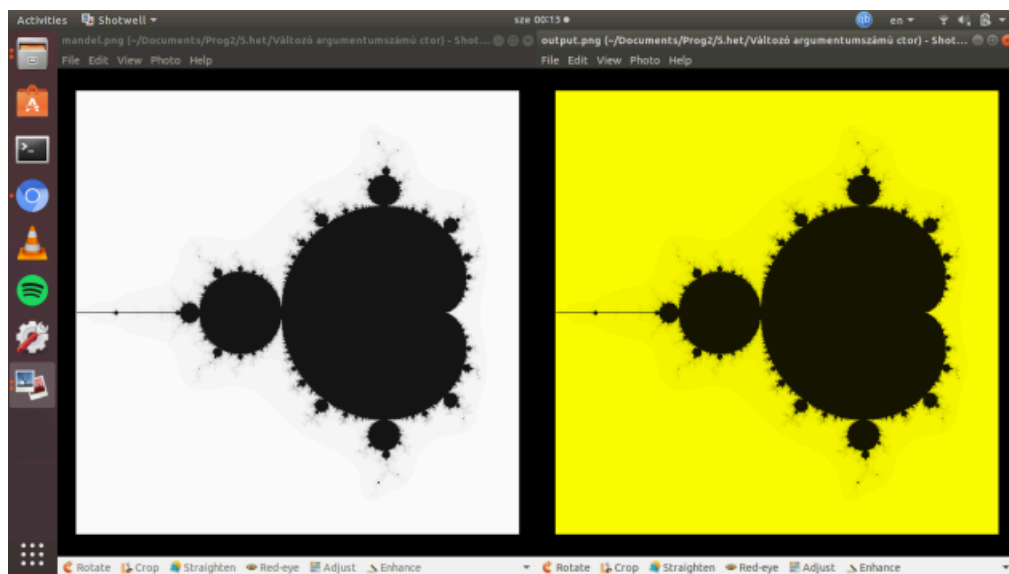 Activities Shotwell sze 00:13 en
mandel.png (~/Documents/Prog2/5.het/Változó argumentumszámú ctor) - Shot...
File Edit View Photo Help
output.png (~/Documents/Prog2/5.het/Változó argumentumszámú ctor) - Shot...
File Edit View Photo Help
Rotate Crop Straighten Red-eye Adjust Enhance
Rotate Crop Straighten Red-eye Adjust Enhance